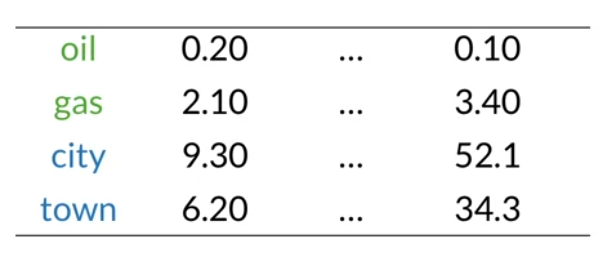 oil 0.20 ... 0.10
gas 2.10 ... 3.40
city 9.30 ... 52.1
town 6.20 ... 34.3